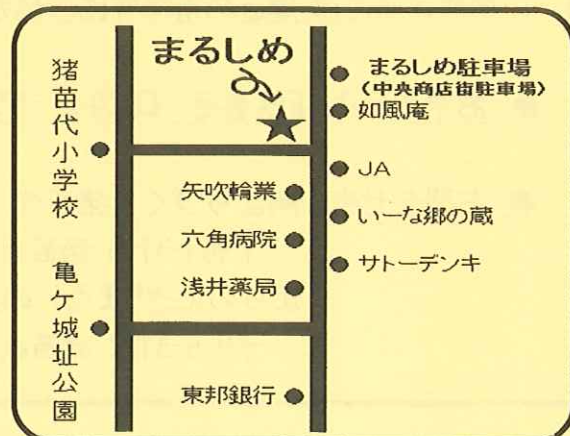 まるしめ
まるしめ駐車場
(中央商店街駐車場)
如風庵
猪苗代小学校
JA
矢吹輪業
いーな郷の蔵
六角病院
サトーデンキ
浅井薬局
亀ケ城址公園
東邦銀行